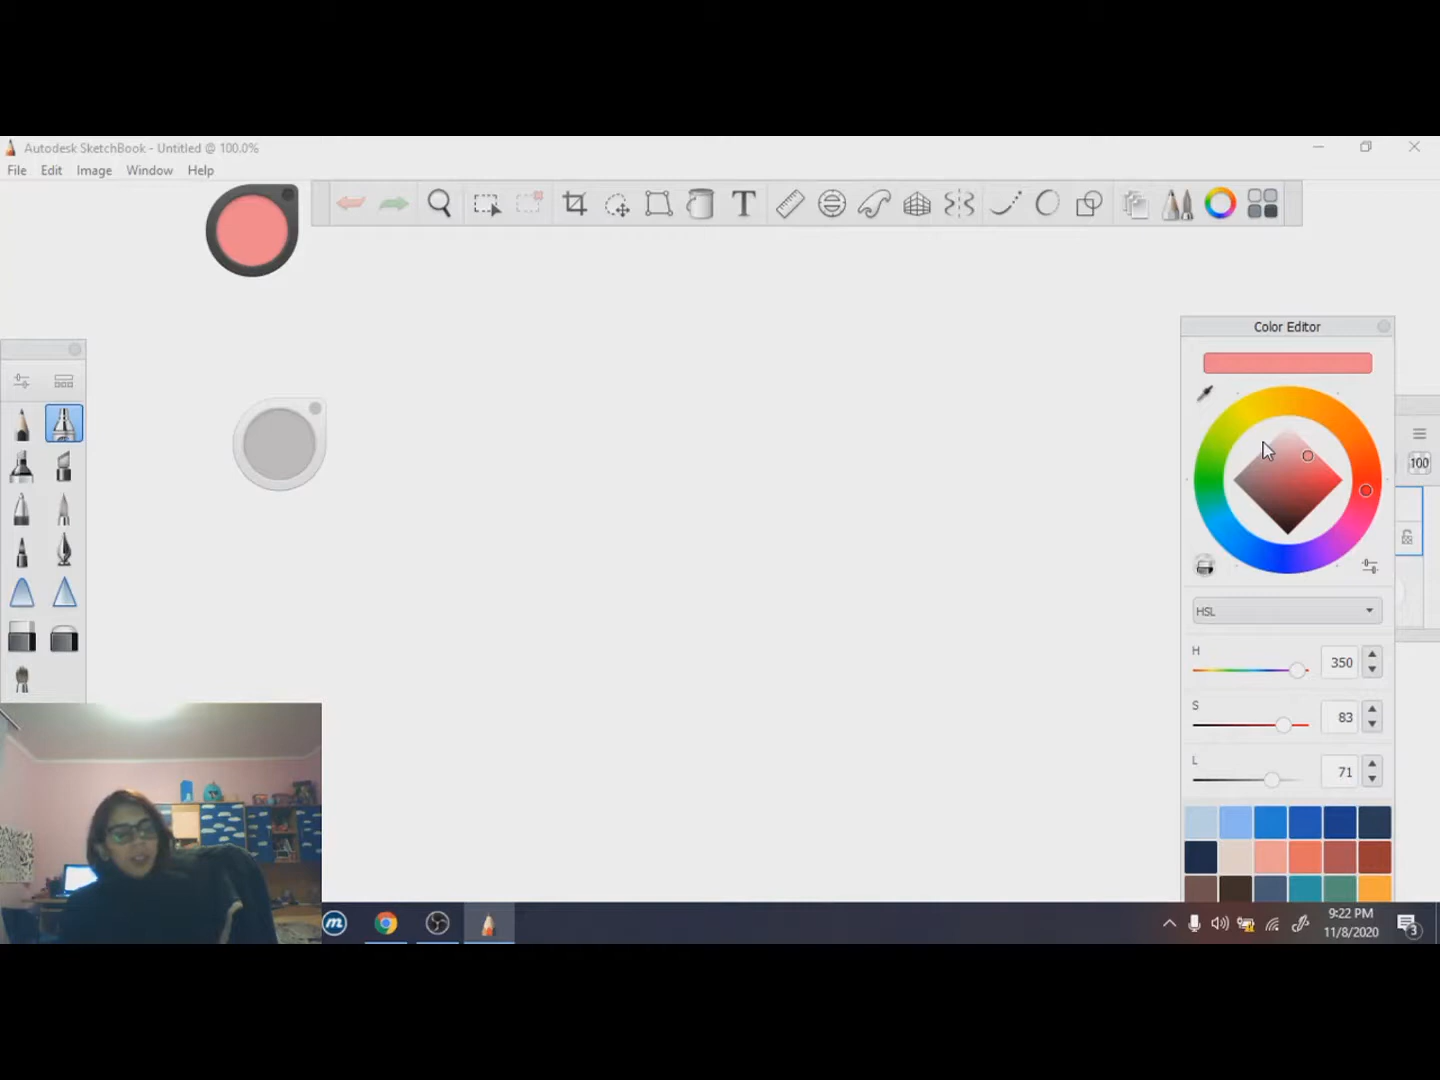 Autodesk SketchBook - Untitled @ 100.0%
File Edit Image Window Help
T
Color Editor
100
HSL
H 350
S 83
L 71
m
9:22 PM
11/8/2020
3